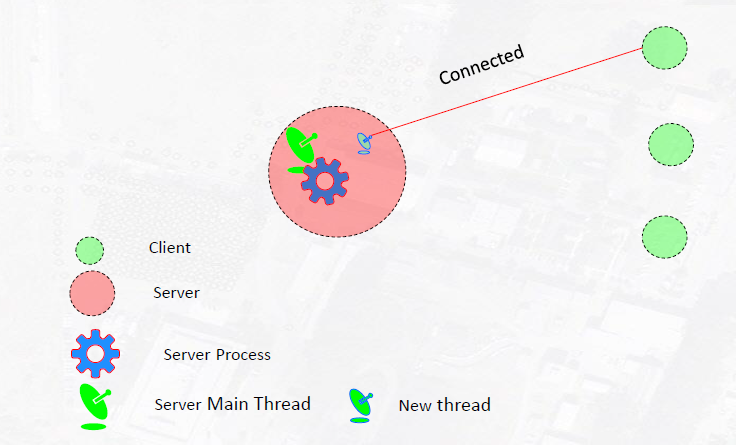 Connected
Client
Server
Server Process
Server Main Thread
New thread